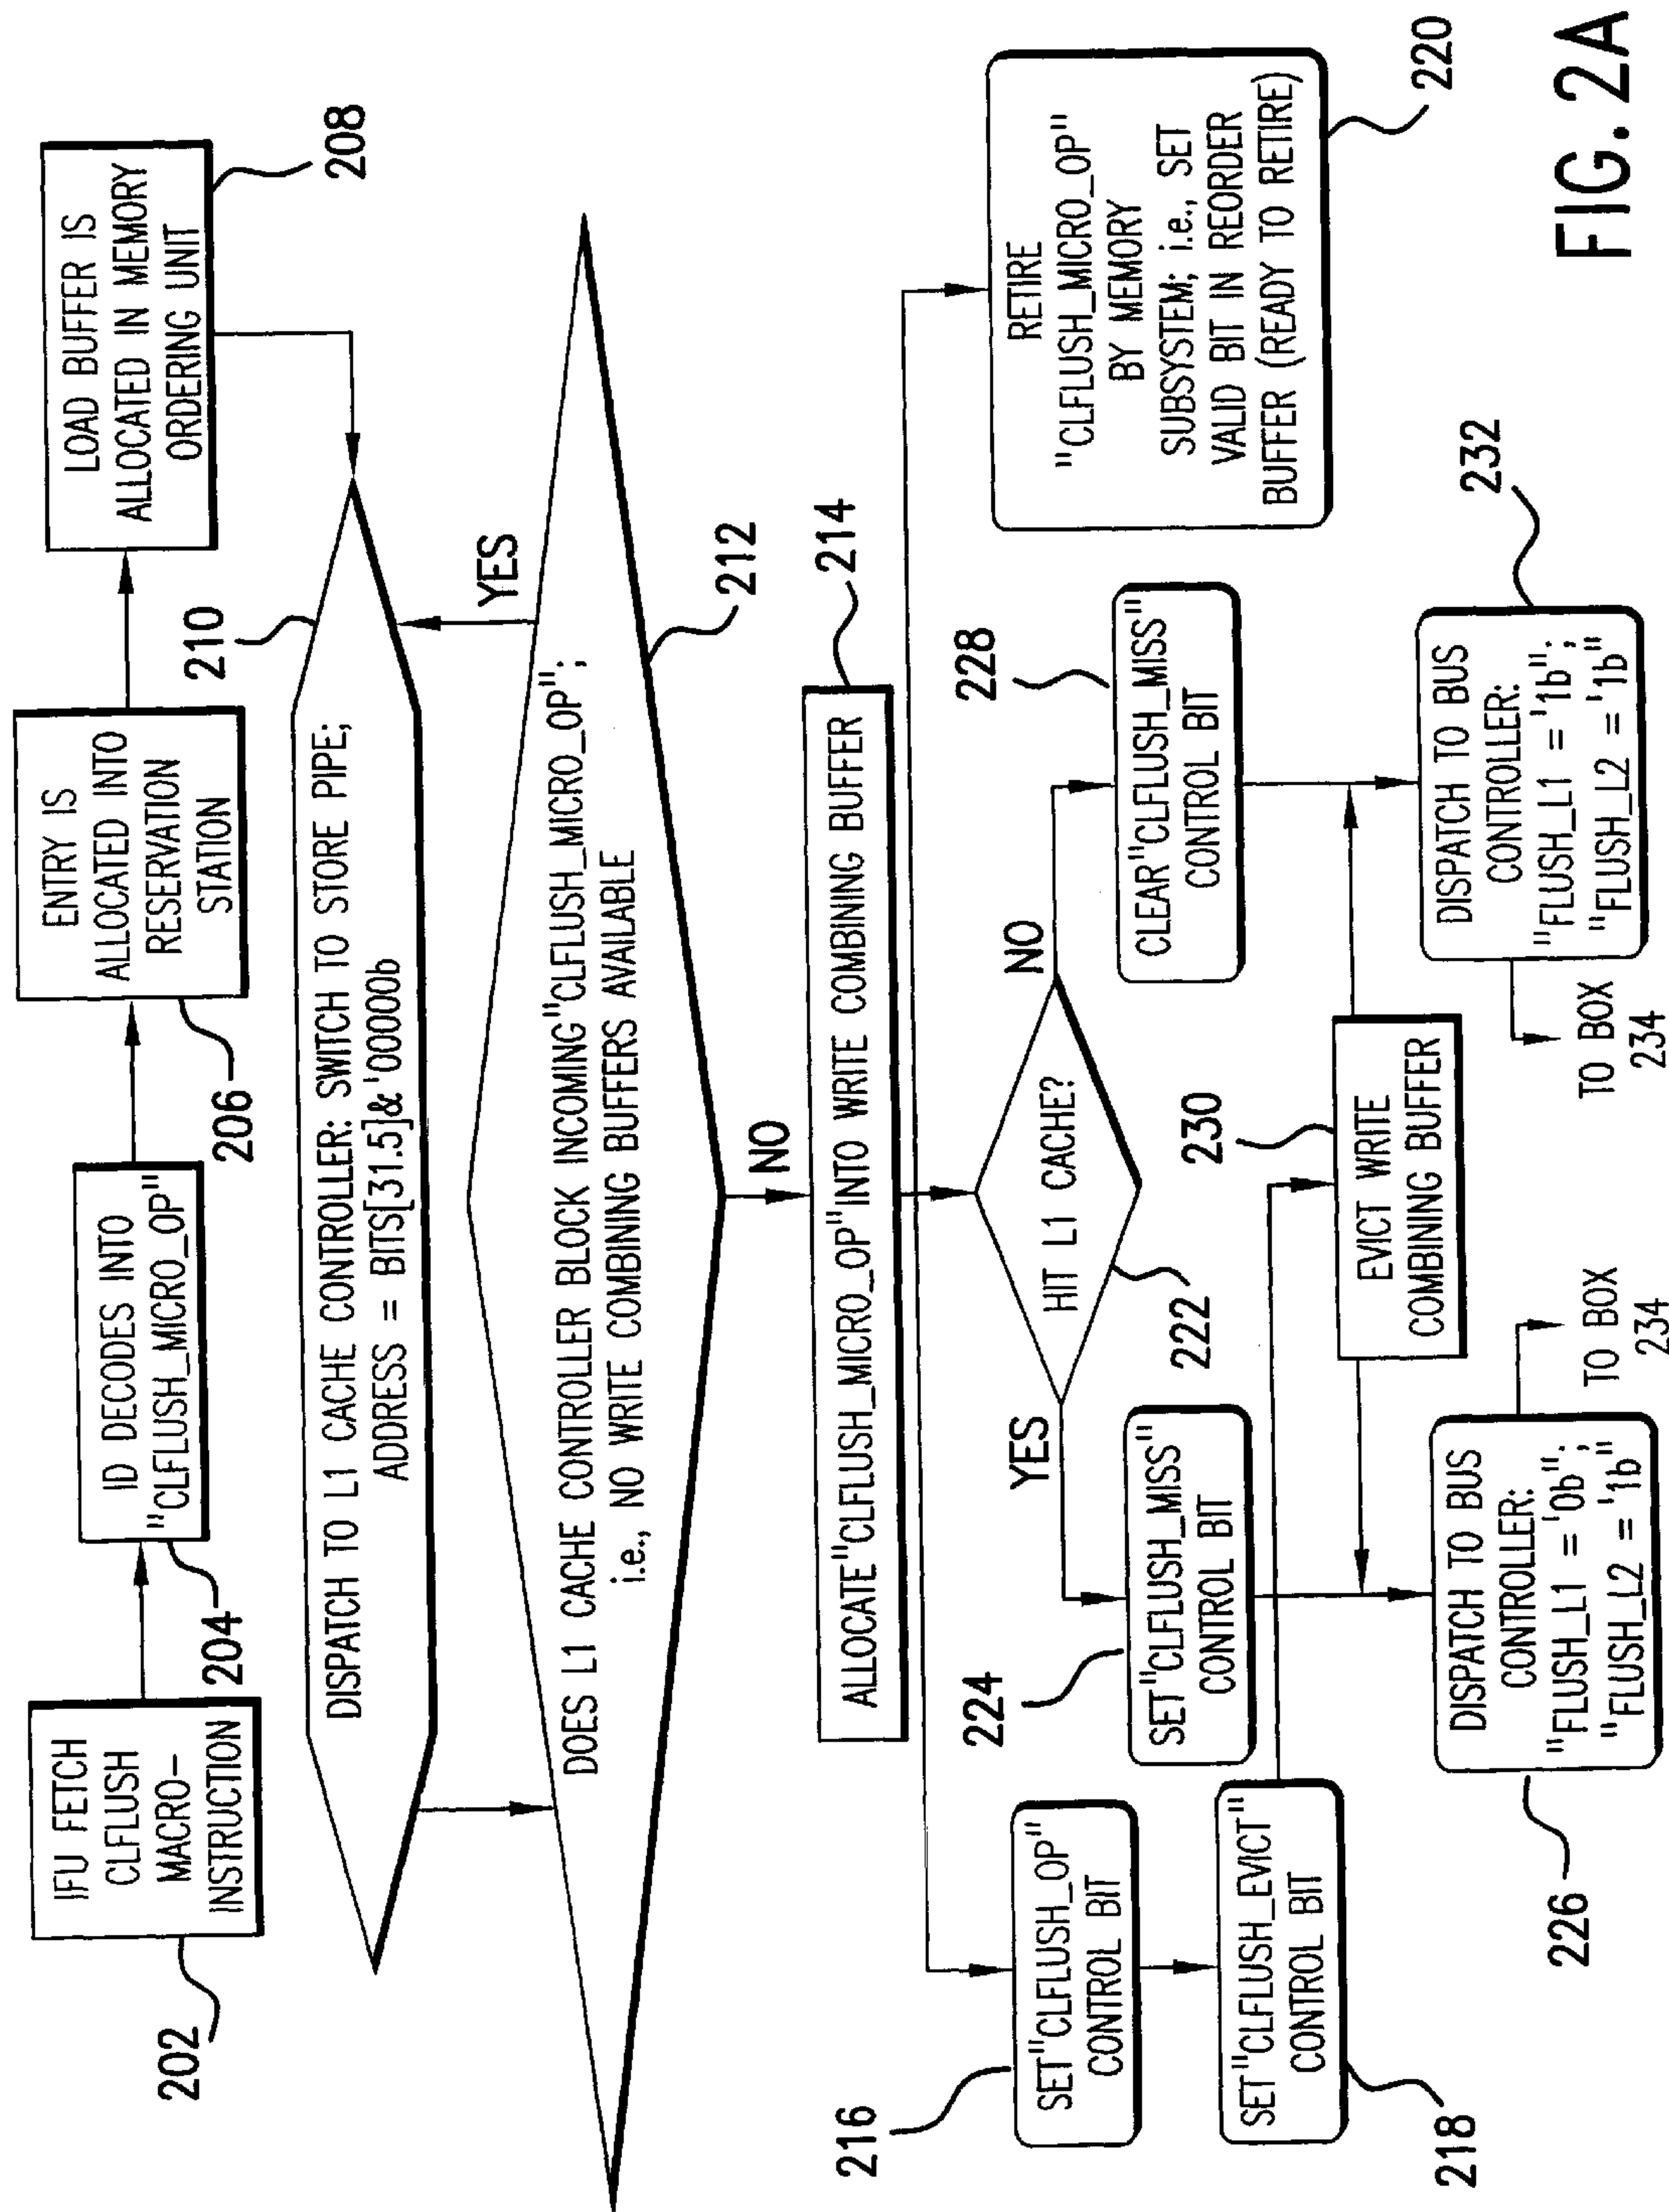 IFU FETCH
CLFLUSH
MACRO-
INSTRUCTION
202
ID DECODES INTO
"CLFLUSH_MICRO_OP"
204
ENTRY IS
ALLOCATED INTO
RESERVATION
STATION
206
LOAD BUFFER IS
ALLOCATED IN MEMORY
ORDERING UNIT
208
DISPATCH TO L1 CACHE CONTROLLER: SWITCH TO STORE PIPE;
ADDRESS = BITS[31.5]& '00000b
210
YES
DOES L1 CACHE CONTROLLER BLOCK INCOMING"CLFLUSH_MICRO_OP";
i.e., NO WRITE COMBINING BUFFERS AVAILABLE
212
NO
ALLOCATE"CLFLUSH_MICRO_OP"INTO WRITE COMBINING BUFFER
214
216
SET"CLFLUSH_OP"
CONTROL BIT
SET"CLFLUSH_EVICT"
CONTROL BIT
218
HIT L1 CACHE?
222
YES
NO
224
SET"CLFLUSH_MISS"
CONTROL BIT
228
CLEAR"CLFLUSH_MISS"
CONTROL BIT
RETIRE
"CLFLUSH_MICRO_OP"
BY MEMORY
SUBSYSTEM; i.e., SET
VALID BIT IN REORDER
BUFFER (READY TO RETIRE)
220
230
EVICT WRITE
COMBINING BUFFER
DISPATCH TO BUS
CONTROLLER:
"FLUSH_L1 ='0b";
"FLUSH_L2 ='1b"
226
TO BOX
234
DISPATCH TO BUS
CONTROLLER:
"FLUSH_L1 ='1b";
"FLUSH_L2 ='1b"
232
TO BOX
234
FIG. 2A